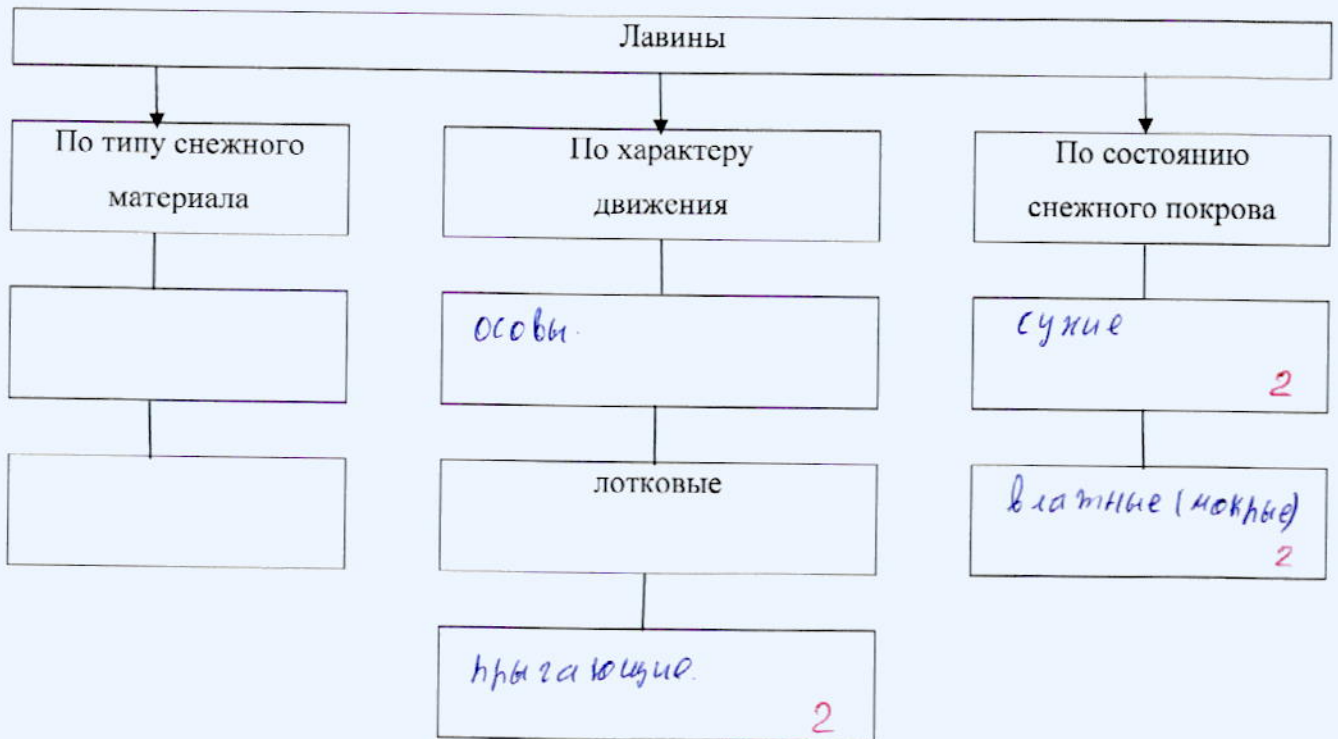 Лавины
По типу снежного
материала
По характеру
движения
осовы.
лотковые
прыгающие.
2
По состоянию
снежного покрова
сухие
2
влажные (мокрые)
2